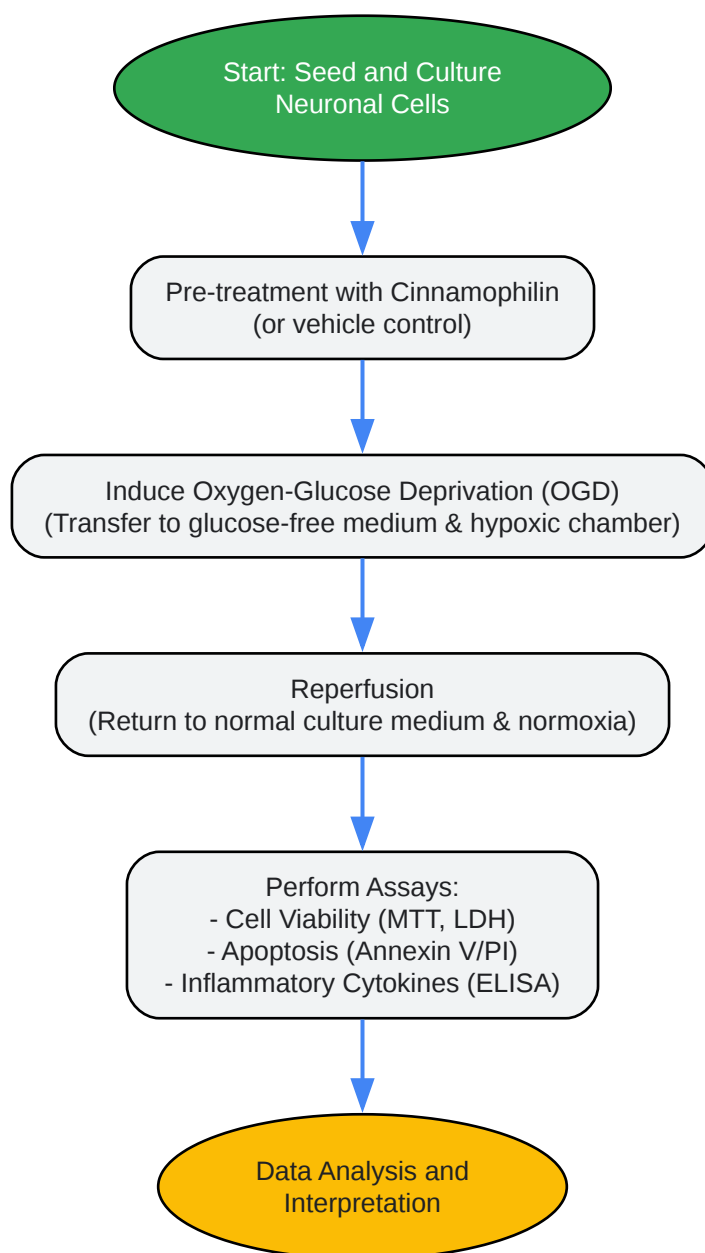 Start: Seed and Culture
Neuronal Cells
Pre-treatment with Cinnamophilin
(or vehicle control)
Induce Oxygen-Glucose Deprivation (OGD)
(Transfer to glucose-free medium & hypoxic chamber)
Reperfusion
(Return to normal culture medium & normoxia)
Perform Assays:
- Cell Viability (MTT, LDH)
- Apoptosis (Annexin V/PI)
- Inflammatory Cytokines (ELISA)
Data Analysis and
Interpretation